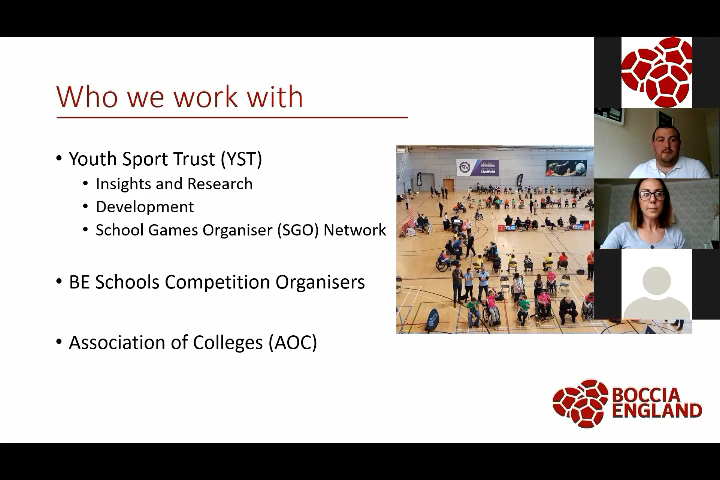 Who we work with
• Youth Sport Trust (YST)
• Insights and Research
• Development
• School Games Organiser (SGO) Network
• BE Schools Competition Organisers
• Association of Colleges (AOC)
BOCCIA
ENGLAND